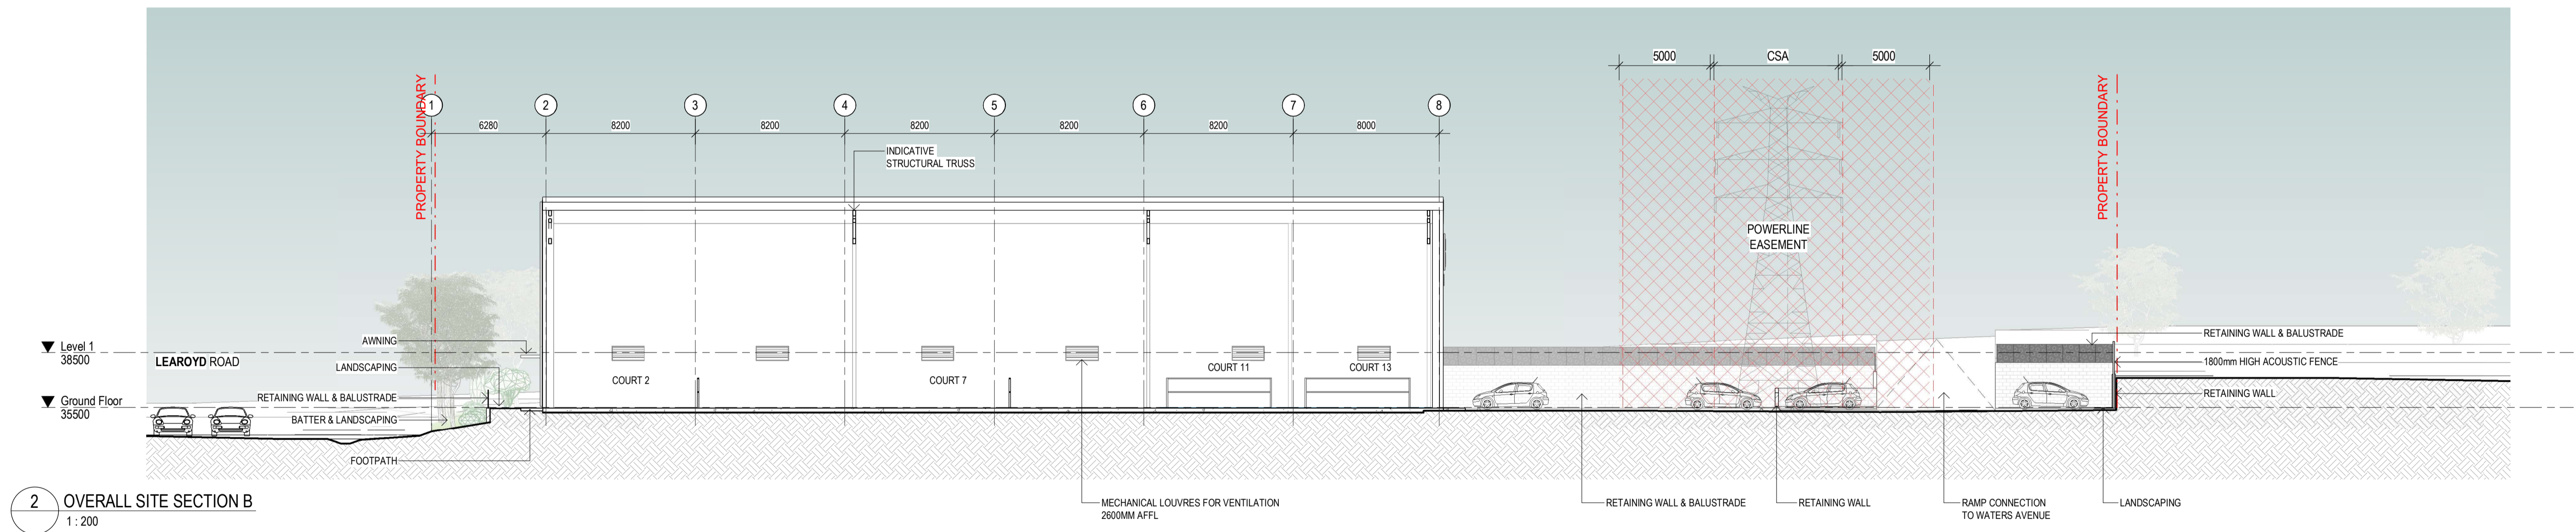 5000 CSA 5000
PROPERTY BOUNDARY
PROPERTY BOUNDARY
1 2 3 4 5 6 7 8
6280 8200 8200 8200 8200 8200 8000
INDICATIVE
STRUCTURAL TRUSS
POWERLINE
EASEMENT
Level 1
38500
LEAROYD ROAD
AWNING
LANDSCAPING
RETAINING WALL & BALUSTRADE
BATTER & LANDSCAPING
FOOTPATH
Ground Floor
35500
COURT 2
COURT 7
COURT 11
COURT 13
RETAINING WALL & BALUSTRADE
1800mm HIGH ACOUSTIC FENCE
RETAINING WALL
MECHANICAL LOUVRES FOR VENTILATION
2600MM AFFL
RETAINING WALL & BALUSTRADE
RETAINING WALL
RAMP CONNECTION
TO WATERS AVENUE
LANDSCAPING
2 OVERALL SITE SECTION B
1 : 200